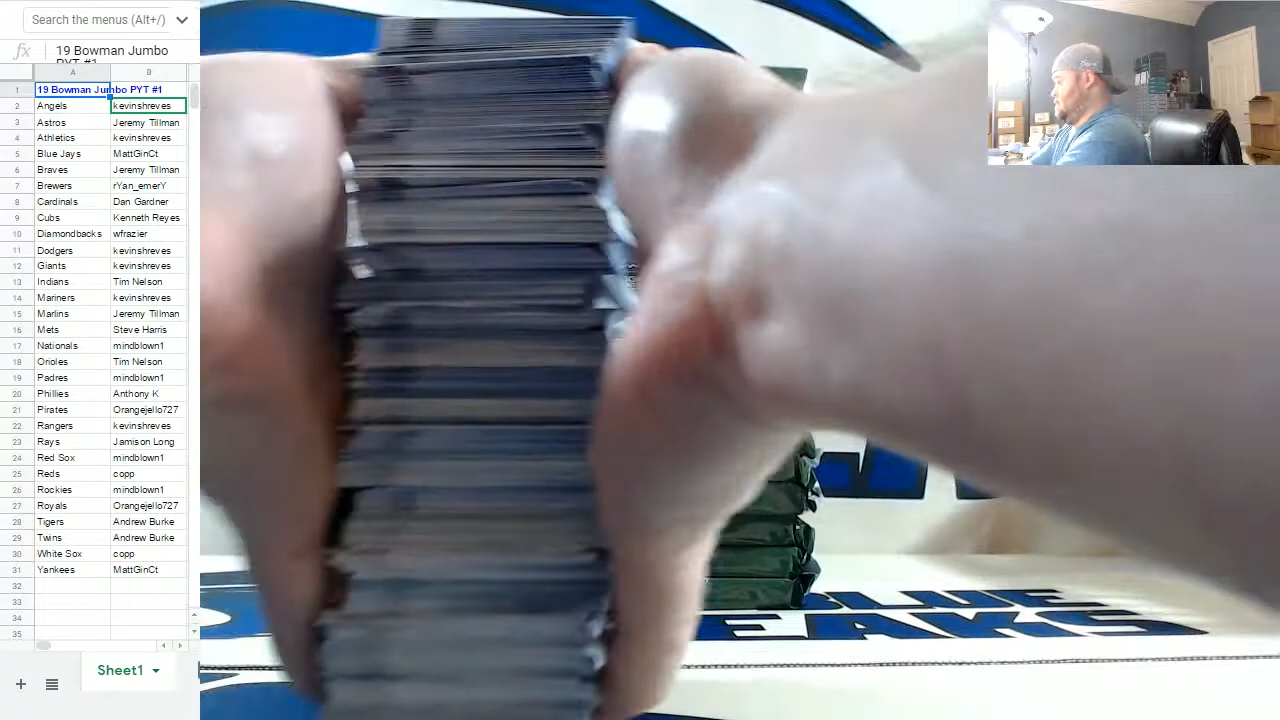 Search the menus (Alt+/)
fx 19 Bowman Jumbo
PYT #1
A B
1 19 Bowman Jumbo PYT #1
2 Angels kevinshreves
3 Astros Jeremy Tillman
4 Athletics kevinshreves
5 Blue Jays MattGinCt
6 Braves Jeremy Tillman
7 Brewers rYan_emerY
8 Cardinals Dan Gardner
9 Cubs Kenneth Reyes
10 Diamondbacks wfrazier
11 Dodgers kevinshreves
12 Giants kevinshreves
13 Indians Tim Nelson
14 Mariners kevinshreves
15 Marlins Jeremy Tillman
16 Mets Steve Harris
17 Nationals mindblown1
18 Orioles Tim Nelson
19 Padres mindblown1
20 Phillies Anthony K
21 Pirates Orangejello727
22 Rangers kevinshreves
23 Rays Jamison Long
24 Red Sox mindblown1
25 Reds copp
26 Rockies mindblown1
27 Royals Orangejello727
28 Tigers Andrew Burke
29 Twins Andrew Burke
30 White Sox copp
31 Yankees MattGinCt
32
33
34
Sheet1
BLUE
EAKS